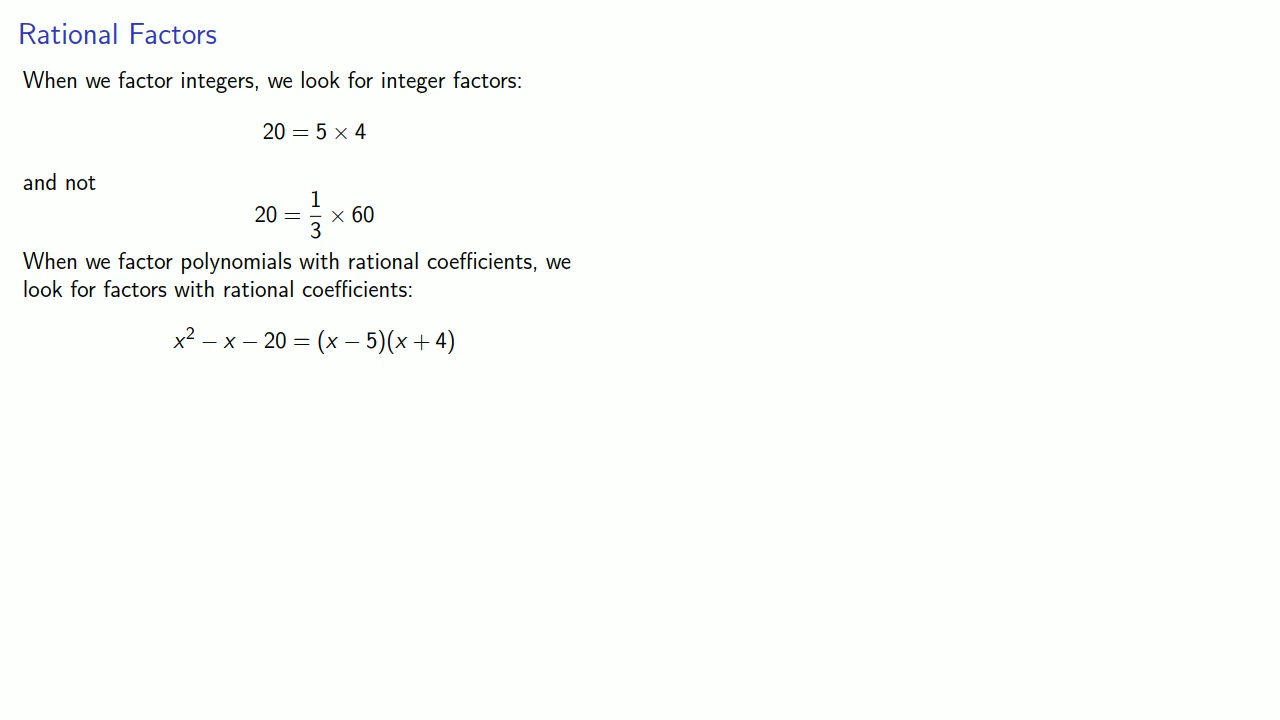 Rational Factors
When we factor integers, we look for integer factors:
20 = 5 × 4
and not
20 = 1/3 × 60
When we factor polynomials with rational coefficients, we
look for factors with rational coefficients:
x² − x − 20 = (x − 5)(x + 4)